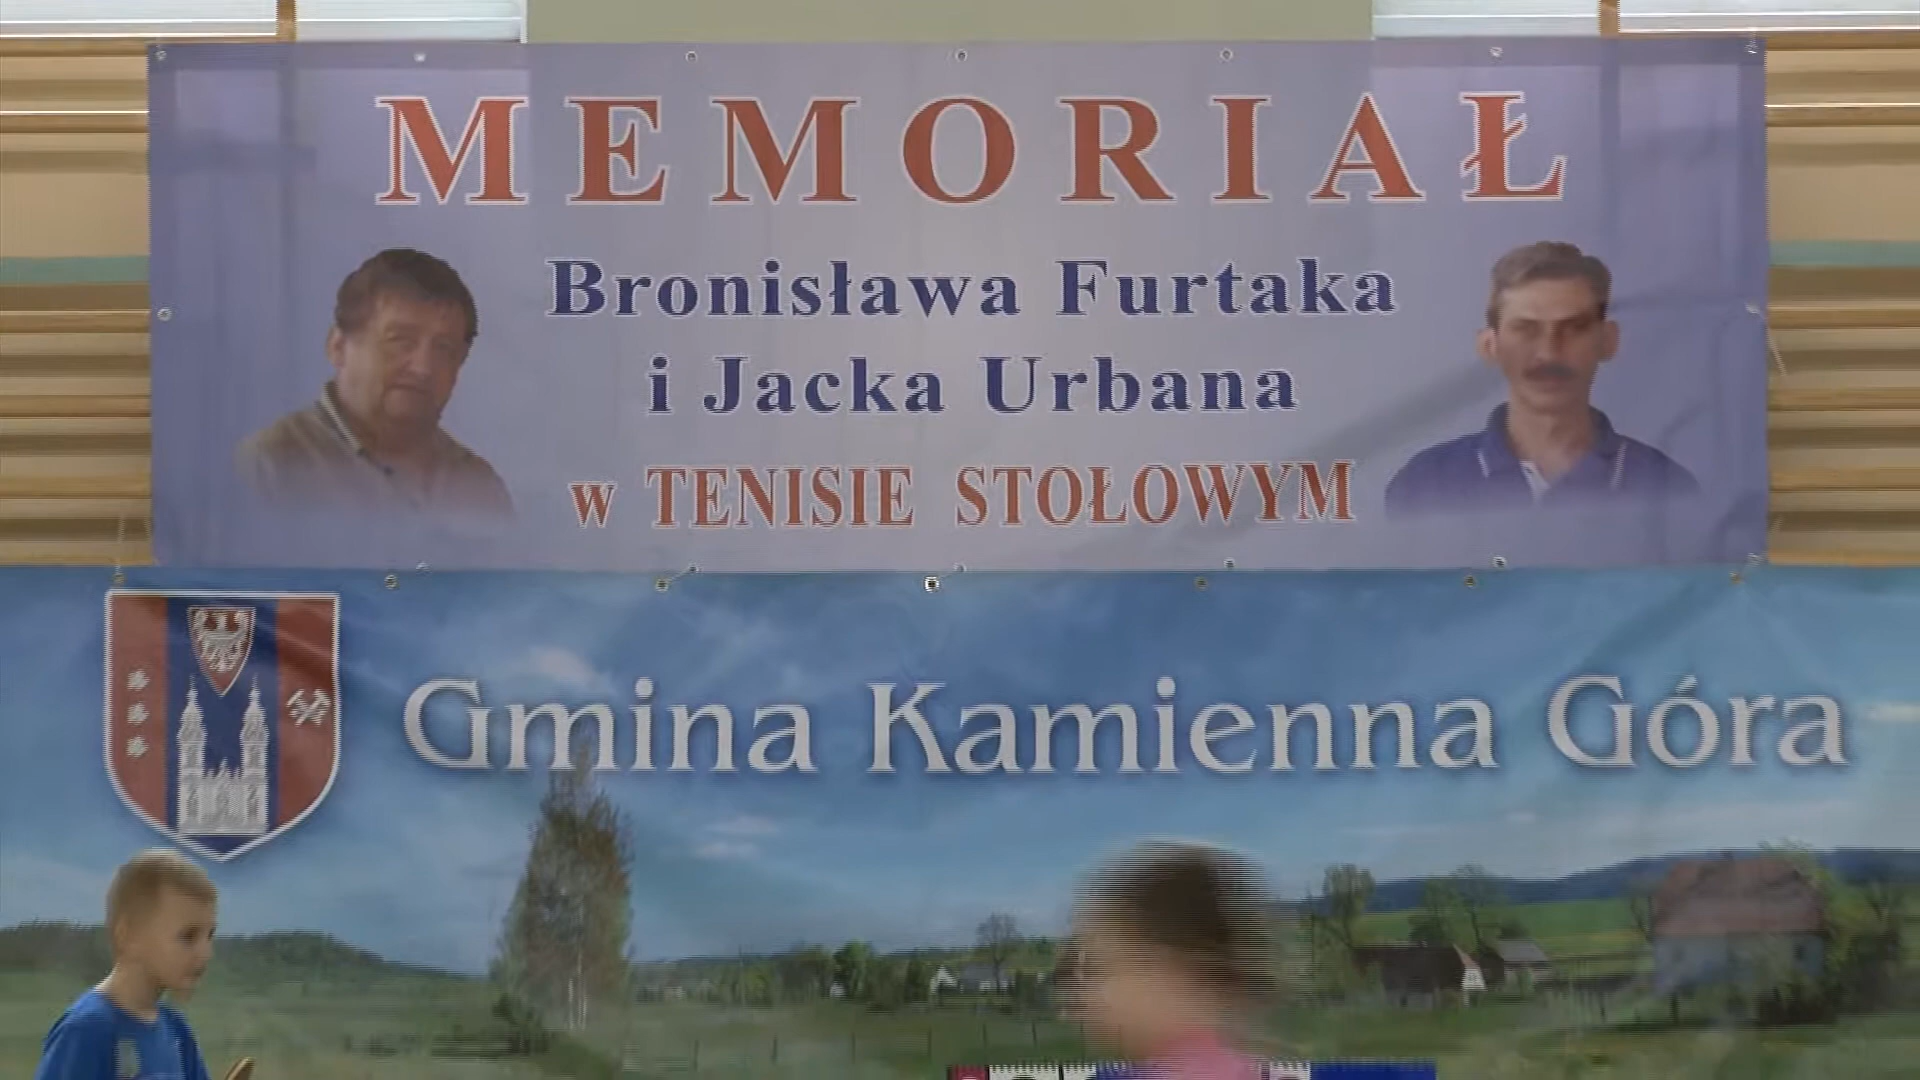 MEMORIAŁ
Bronisława Furtaka
i Jacka Urbana
w TENISIE STOŁOWYM
Gmina Kamienna Góra